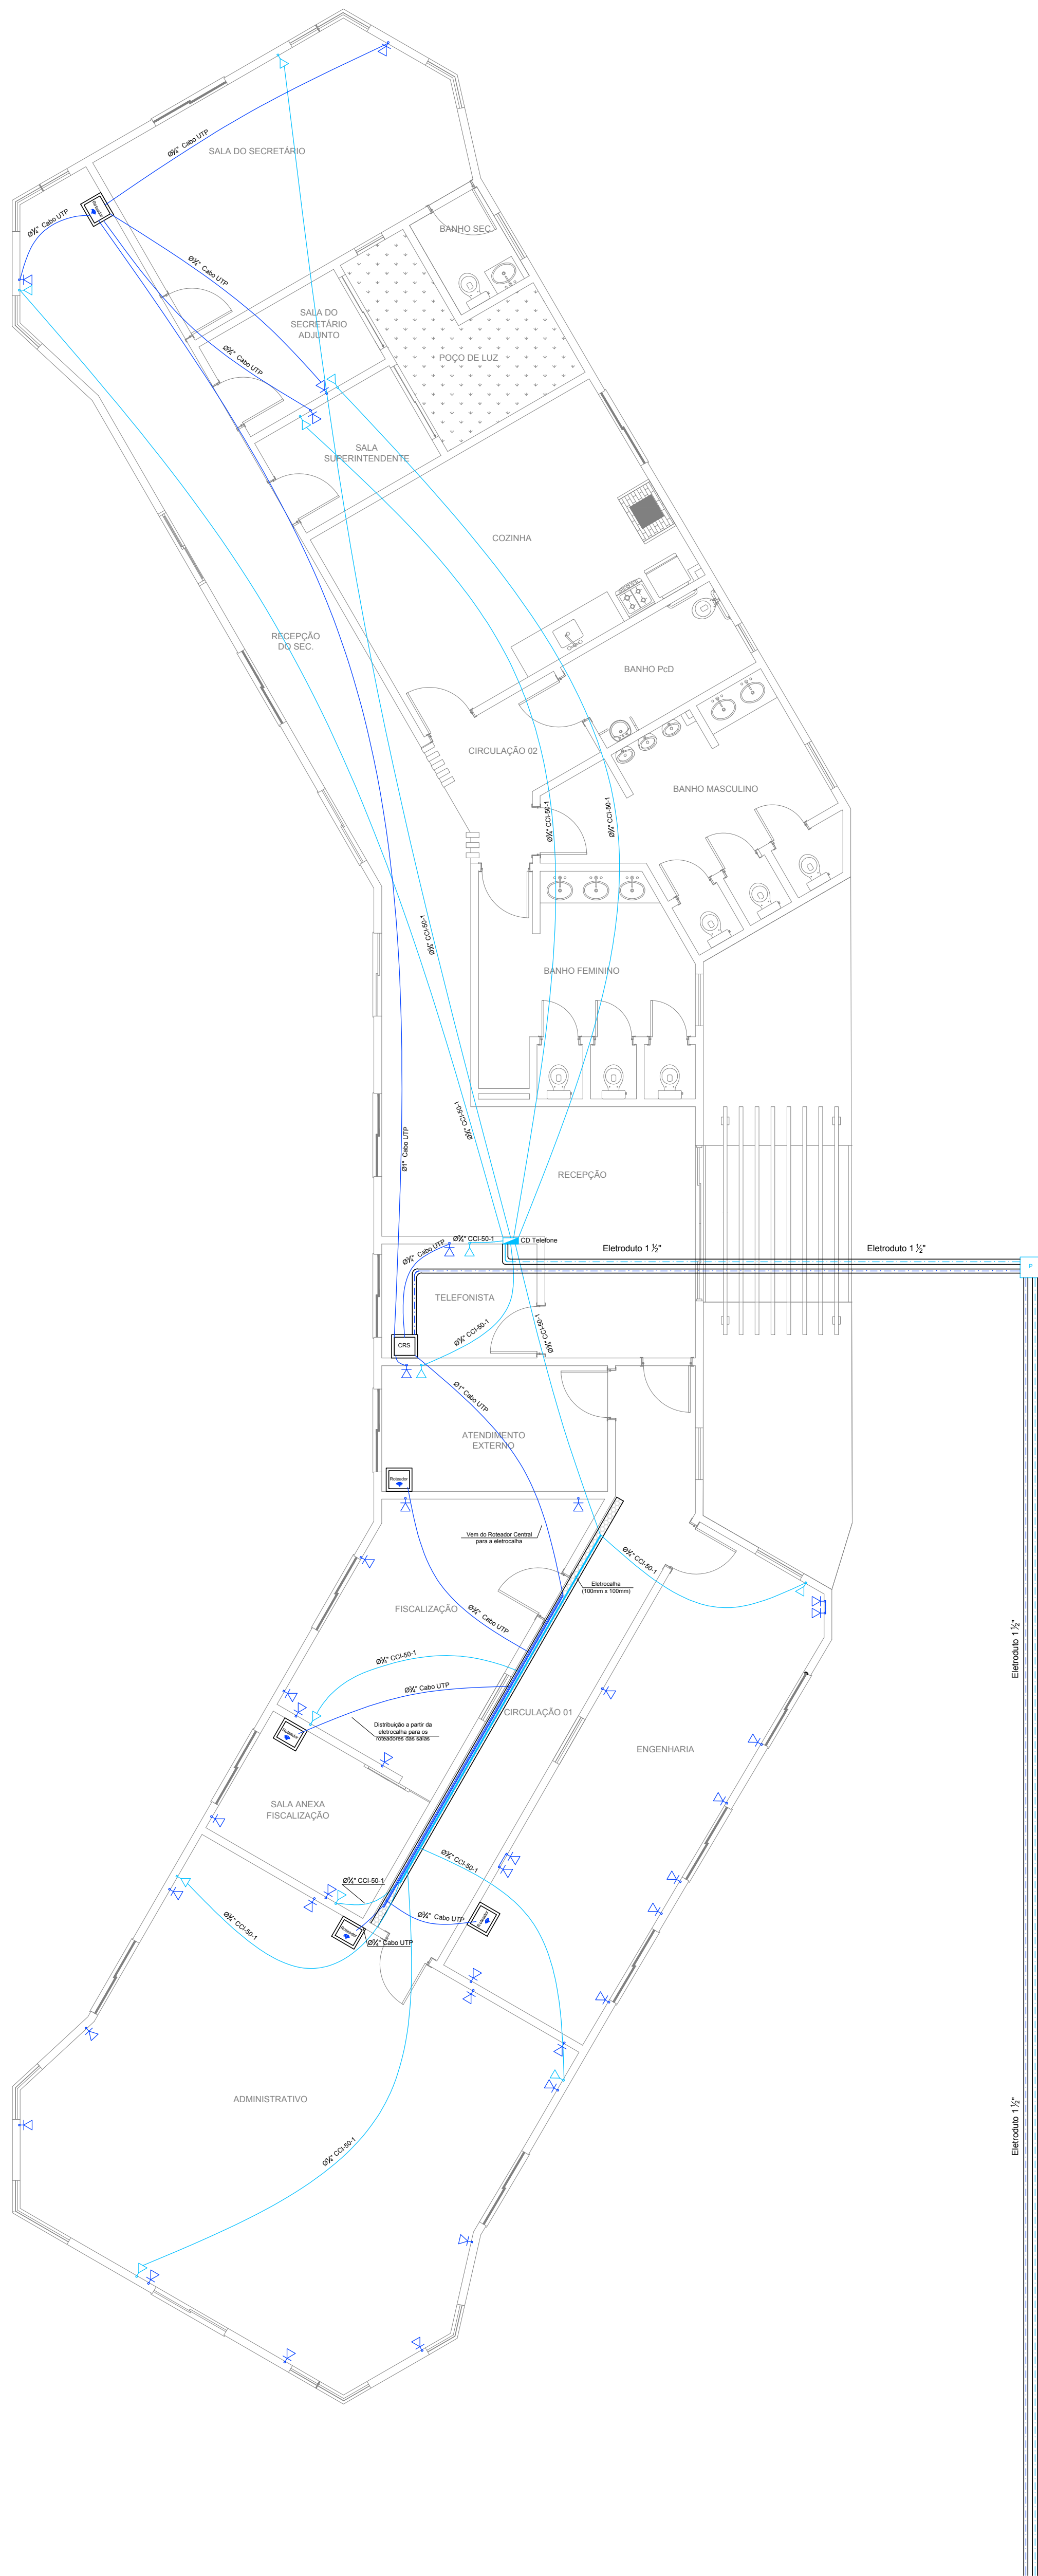 Ø¾" Cabo UTP
SALA DO SECRETÁRIO
Roteador
Ø¾" Cabo UTP
BANHO SEC.
Ø¾" Cabo UTP
SALA DO
SECRETÁRIO
ADJUNTO
Ø¾" Cabo UTP
POÇO DE LUZ
SALA
SUPERINTENDENTE
COZINHA
RECEPÇÃO
DO SEC.
BANHO PcD
CIRCULAÇÃO 02
BANHO MASCULINO
Ø¾" CCI-50-1
Ø¾" CCI-50-1
Ø¾" CCI-50-1
BANHO FEMININO
Ø¾" CCI-50-1
Ø1" Cabo UTP
RECEPÇÃO
Ø¾" CCI-50-1
CD Telefone
Ø¾" Cabo UTP
Eletroduto 1 ½"
Eletroduto 1 ½"
P
TELEFONISTA
CRS
Ø¾" CCI-50-1
Ø¾" CCI-50-1
Ø1" Cabo UTP
ATENDIMENTO
EXTERNO
Roteador
Vem do Roteador Central
para a eletrocalha
Ø¾" CCI-50-1
Eletrocalha
(100mm x 100mm)
FISCALIZAÇÃO
Ø¾" Cabo UTP
Eletroduto 1 ½"
Ø¾" CCI-50-1
Ø¾" Cabo UTP
CIRCULAÇÃO 01
Distribuição a partir da
eletrocalha para os
roteadores das salas
Roteador
ENGENHARIA
SALA ANEXA
FISCALIZAÇÃO
Ø¾" CCI-50-1
Ø¾" CCI-50-1
Ø¾" CCI-50-1
Ø¾" Cabo UTP
Roteador
Roteador
Ø¾" Cabo UTP
ADMINISTRATIVO
Eletroduto 1 ½"
Ø¾" CCI-50-1